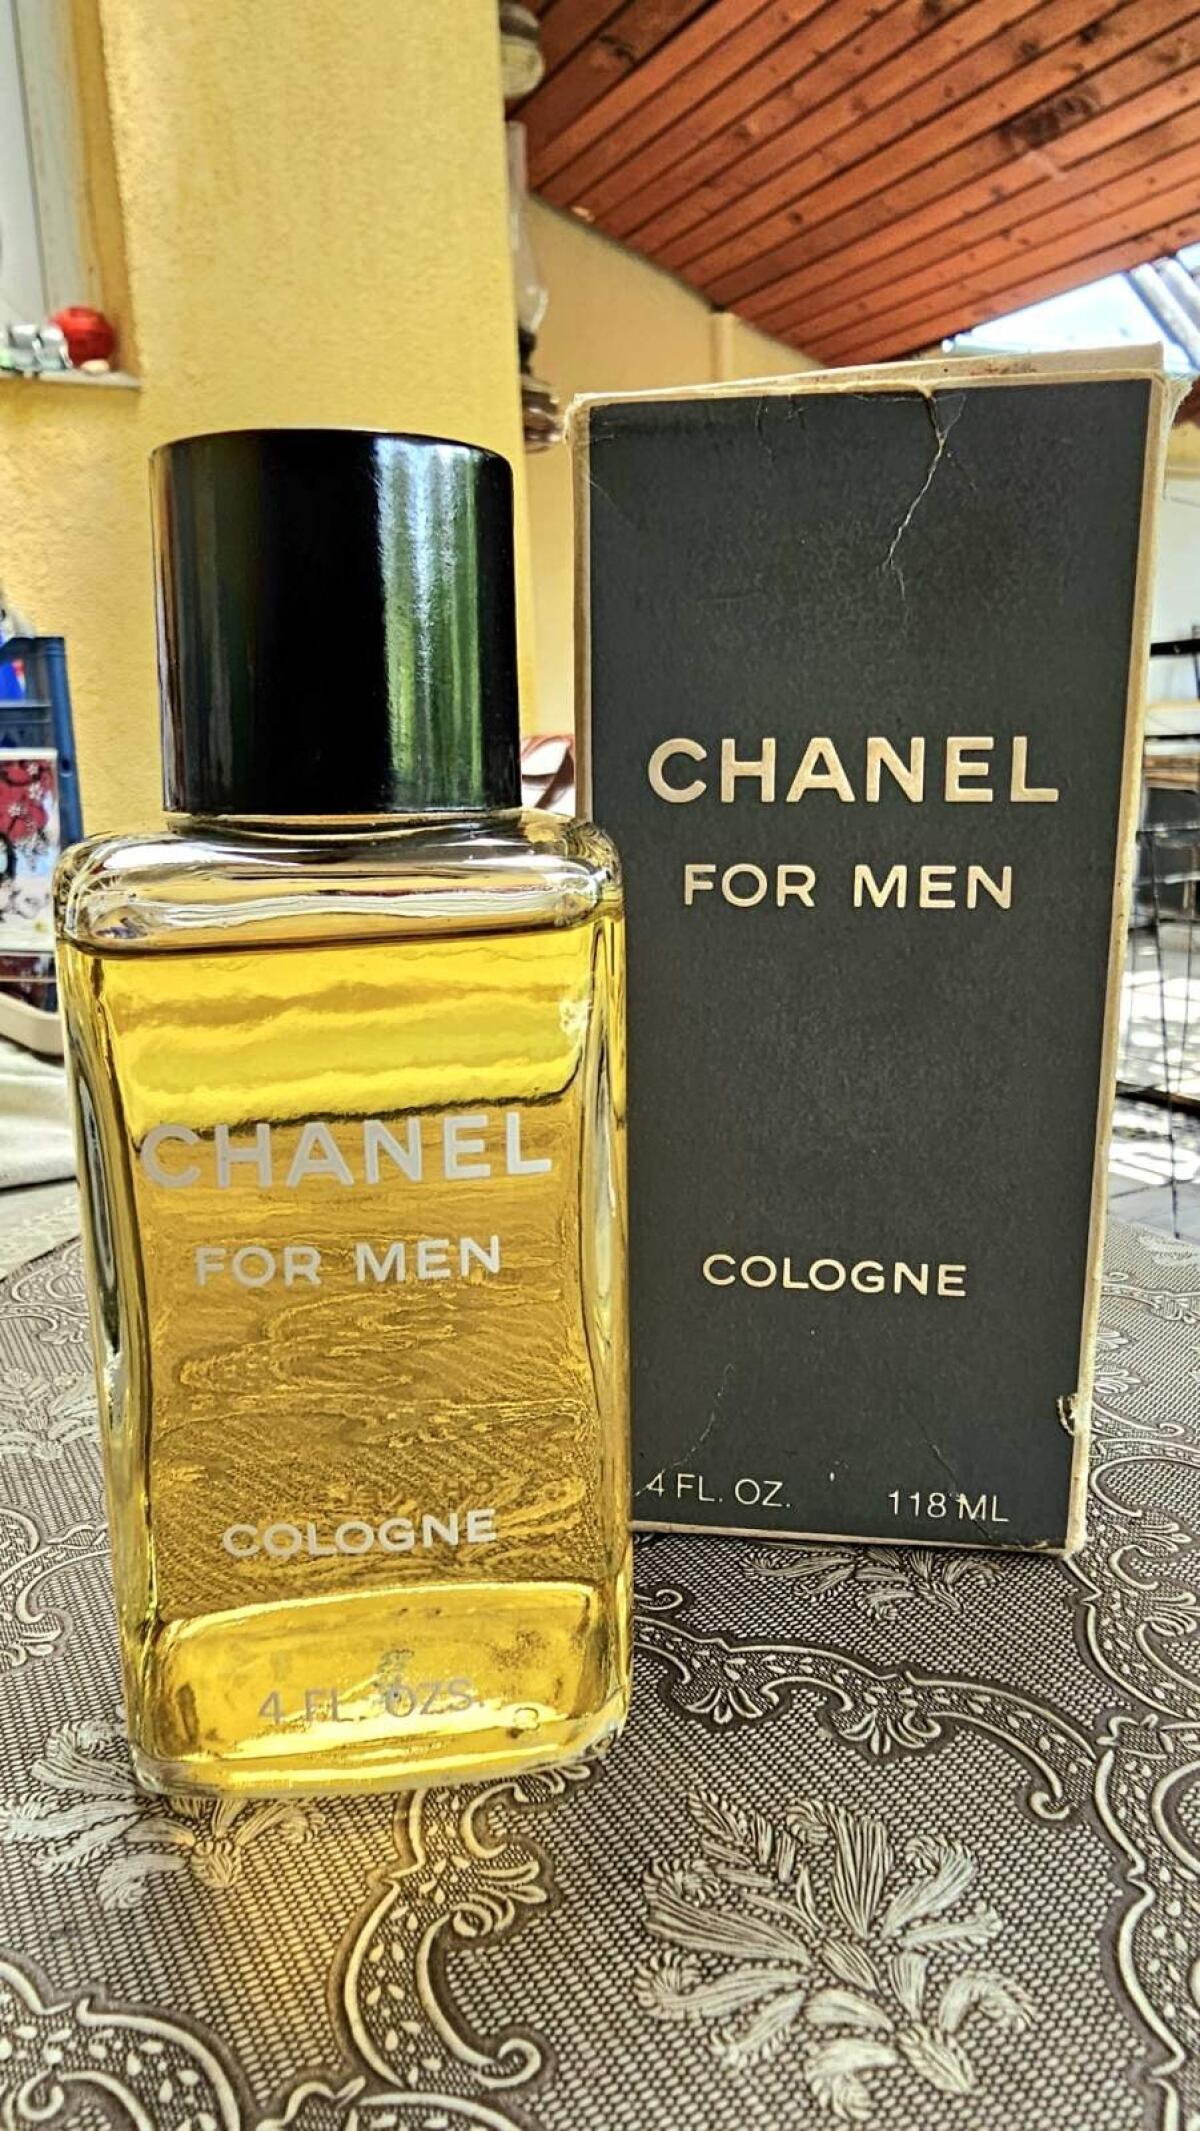 CHANEL
FOR MEN
COLOGNE
4 FL. OZS.
CHANEL
FOR MEN
COLOGNE
4 FL. OZ.
118 ML